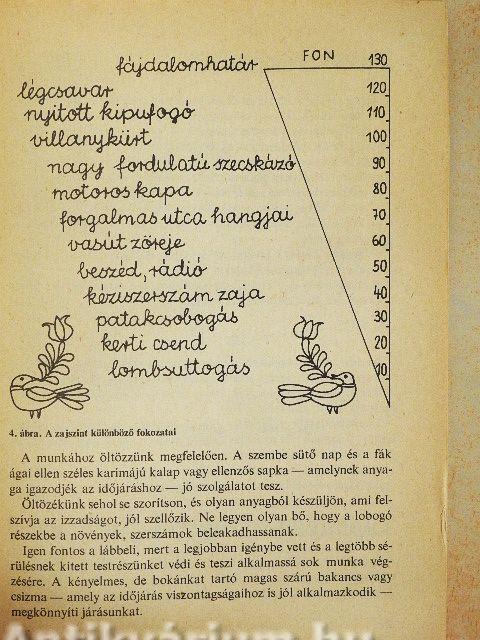 FON
fájdalomhatár 130
légcsavar 120
nyitott kipufogó 110
villanykürt 100
nagy fordulatú szecskázó 90
motoros kapa 80
forgalmas utca hangjai 70
vasút zöreje 60
beszéd, rádió 50
kéziszerszám zaja 40
patakcsobogás 30
kerti csend 20
lombsuttogás 10
4. ábra. A zajszint különböző fokozatai
A munkához öltözzünk megfelelően. A szembe sütő nap és a fák
ágai ellen széles karimájú kalap vagy ellenzős sapka — amelynek anya-
ga igazodjék az időjáráshoz — jó szolgálatot tesz.
Öltözékünk sehol se szorítson, és olyan anyagból készüljön, ami fel-
szívja az izzadságot, jól szellőzik. Ne legyen olyan bő, hogy a lobogó
részekbe a növények, szerszámok beleakadhassanak.
Igen fontos a lábbeli, mert a legjobban igénybe vett és a legtöbb sé-
rülésnek kitett testrészünket védi és teszi alkalmassá sok munka vég-
zésére. A kényelmes, de bokánkat tartó magas szárú bakancs vagy
csizma — amely az időjárás viszontagságaihoz is jól alkalmazkodik —
megkönnyíti járásunkat.
Antikvárium.hu